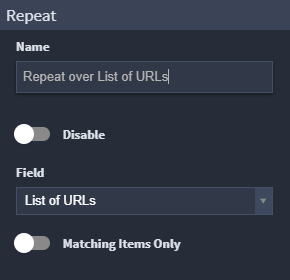 Repeat
Name
Repeat over List of URLs
Disable
Field
List of URLs
Matching Items Only